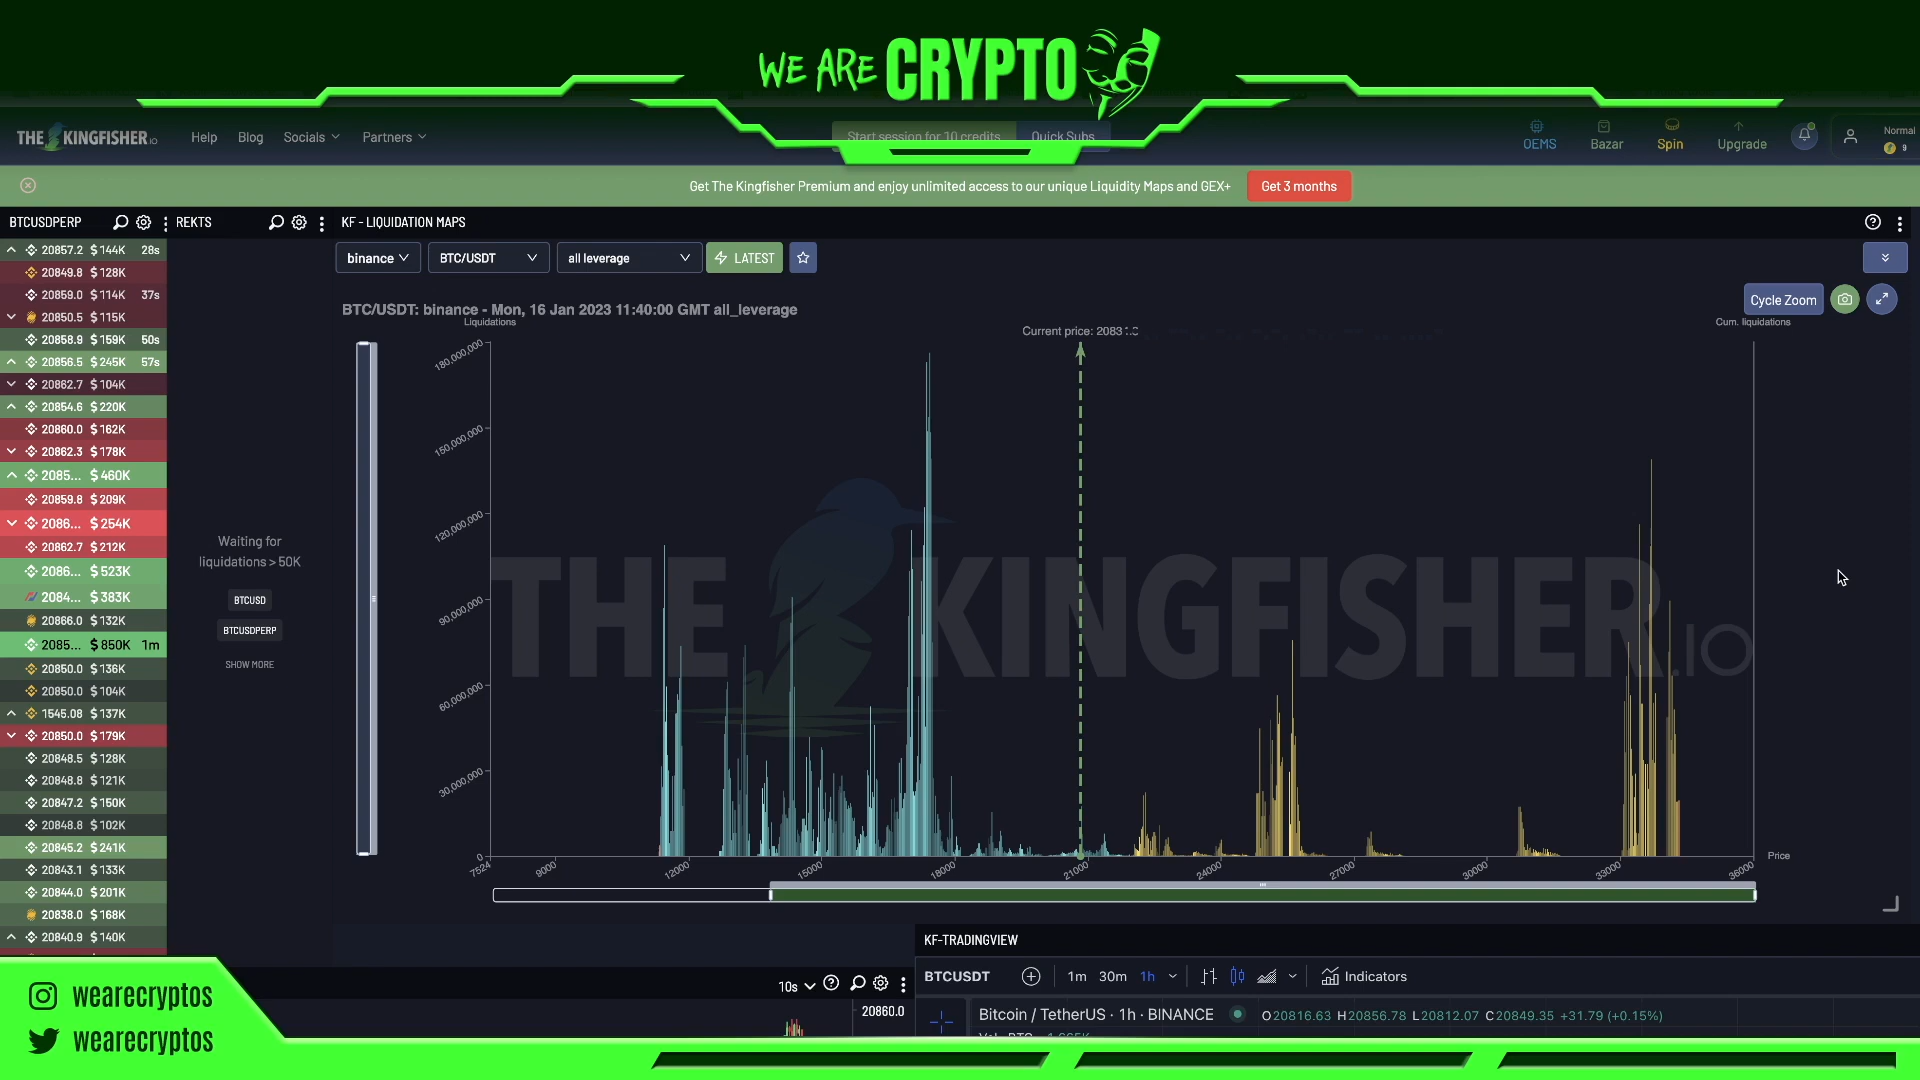 WE ARE CRYPTO
THE KINGFISHER.IO
Help
Blog
Socials
Partners
Start session for 10 credits
Quick Subs
OEMS
Bazar
Spin
Upgrade
Normal
9
Get The Kingfisher Premium and enjoy unlimited access to our unique Liquidity Maps and GEX+
Get 3 months
BTCUSDPERP
REKTS
KF - LIQUIDATION MAPS
20857.2 $144K 28s
20849.8 $128K
20859.0 $114K 37s
20850.5 $115K
20858.9 $159K 50s
20856.5 $245K 57s
20862.7 $104K
20854.6 $220K
20860.0 $162K
20862.3 $178K
2085... $460K
20859.8 $209K
2086... $254K
20862.7 $212K
2086... $523K
2084... $383K
20866.0 $132K
2085... $850K 1m
20850.0 $136K
20850.0 $104K
1545.08 $137K
20850.0 $179K
20848.5 $128K
20848.8 $121K
20847.2 $150K
20848.8 $102K
20845.2 $241K
20843.1 $133K
20844.0 $201K
20838.0 $168K
20840.9 $140K
Waiting for
liquidations > 50K
BTCUSD
BTCUSDPERP
SHOW MORE
binance
BTC/USDT
all leverage
LATEST
Cycle Zoom
BTC/USDT: binance - Mon, 16 Jan 2023 11:40:00 GMT all_leverage
Liquidations
Current price: 2083
Cum. liquidations
180,000,000
150,000,000
120,000,000
90,000,000
60,000,000
30,000,000
0
THE KINGFISHER.IO
7524
9000
12000
15000
18000
21000
24000
27000
30000
33000
36000
Price
10s
20860.0
KF-TRADINGVIEW
BTCUSDT
1m
30m
1h
Indicators
Bitcoin / TetherUS · 1h · BINANCE
O20816.63 H20856.78 L20812.07 C20849.35 +31.79 (+0.15%)
wearecryptos
wearecryptos